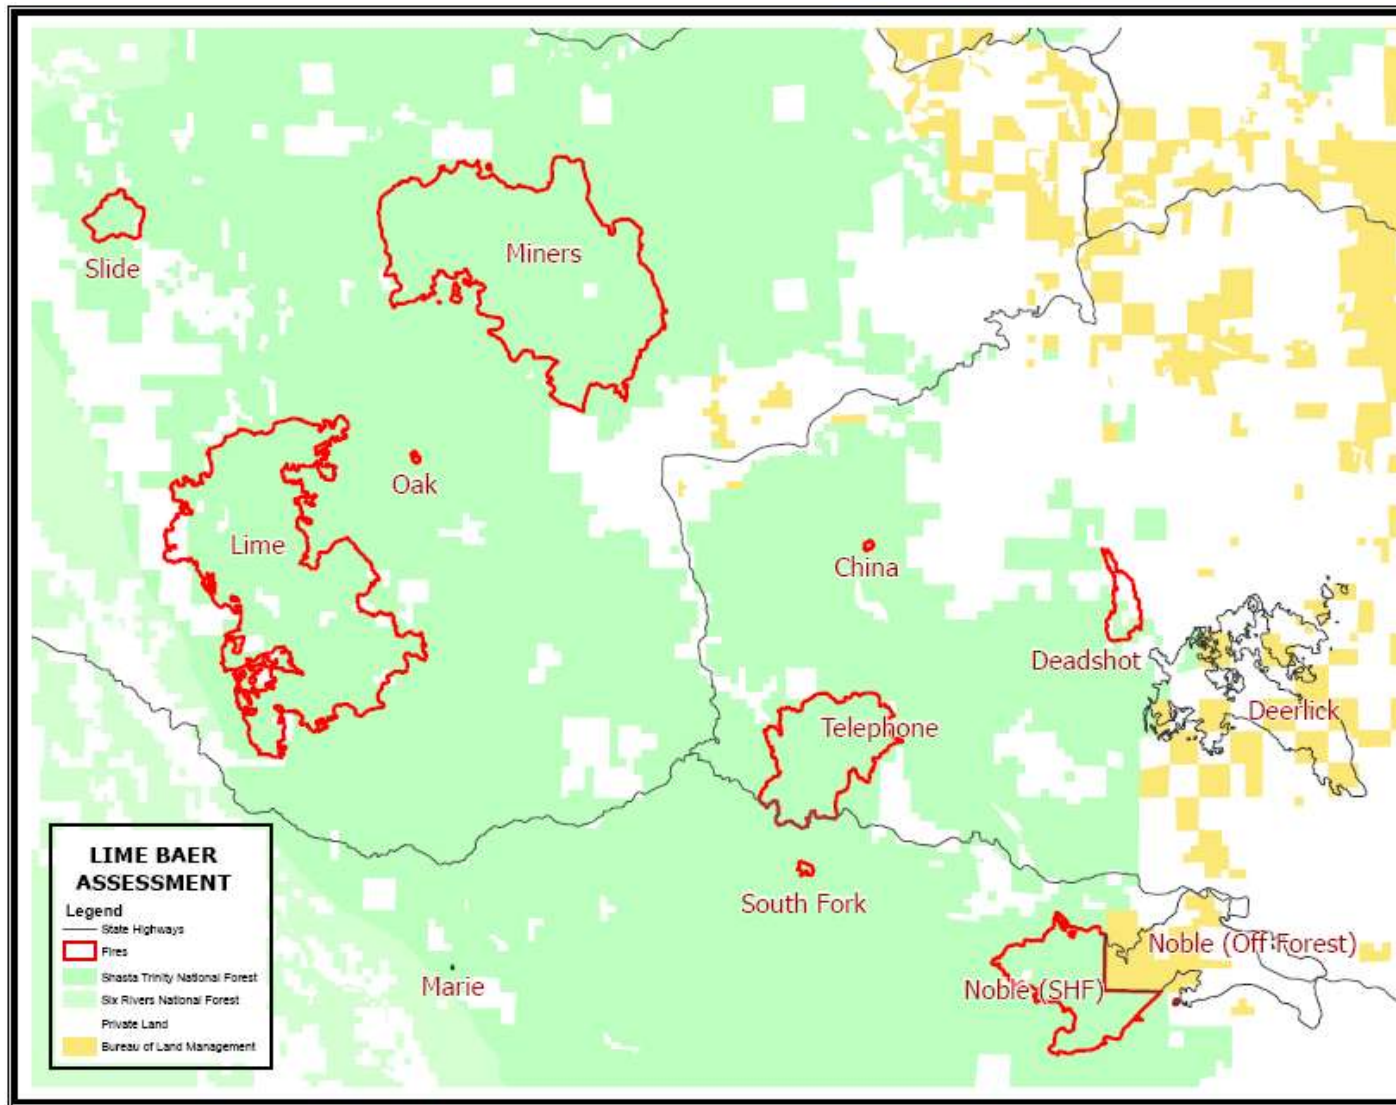 Miners
Slide
Oak
Lime
China
Deadshot
Telephone
Deerlick
South Fork
Marie
Noble (SHF)
Noble (Off Forest)
LIME BAER
ASSESSMENT
Legend
State Highways
Fires
Shasta Trinity National Forest
Six Rivers National Forest
Private Land
Bureau of Land Management